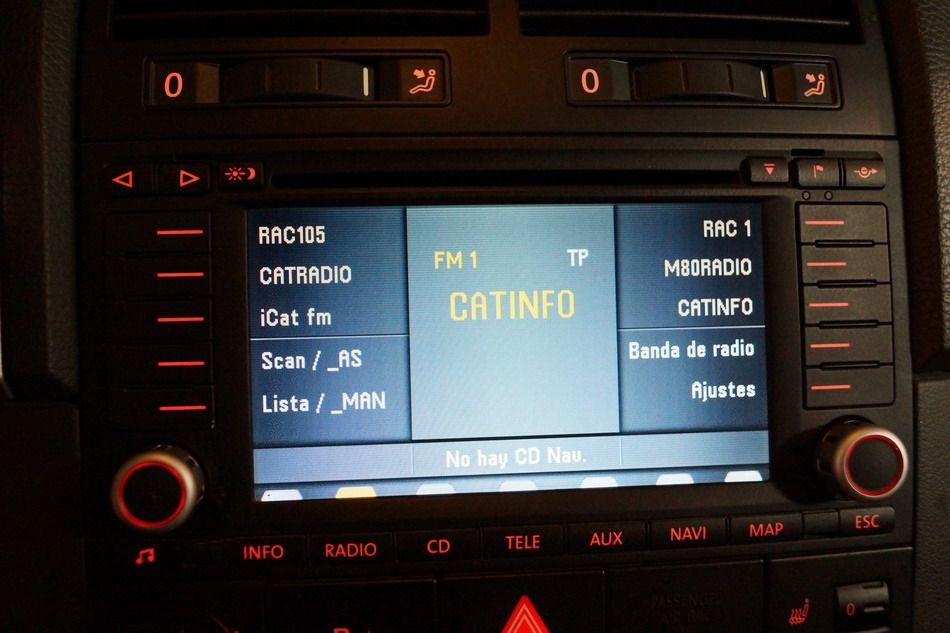 0
0
RAC105
CATRADIO
iCat fm
Scan / _AS
Lista / _MAN
FM 1
TP
CATINFO
RAC 1
M80RADIO
CATINFO
Banda de radio
Ajustes
No hay CD Nav.
INFO
RADIO
CD
TELE
AUX
NAVI
MAP
ESC
0